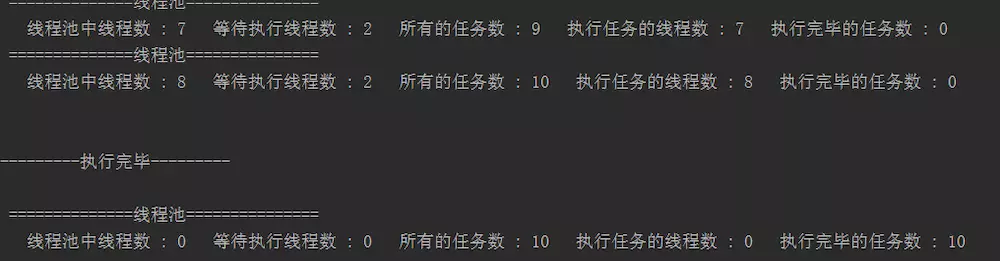 ==============线程池===============
线程池中线程数 : 7 等待执行线程数 : 2 所有的任务数 : 9 执行任务的线程数 : 7 执行完毕的任务数 : 0
==============线程池===============
线程池中线程数 : 8 等待执行线程数 : 2 所有的任务数 : 10 执行任务的线程数 : 8 执行完毕的任务数 : 0
---------执行完毕---------
==============线程池===============
线程池中线程数 : 0 等待执行线程数 : 0 所有的任务数 : 10 执行任务的线程数 : 0 执行完毕的任务数 : 10